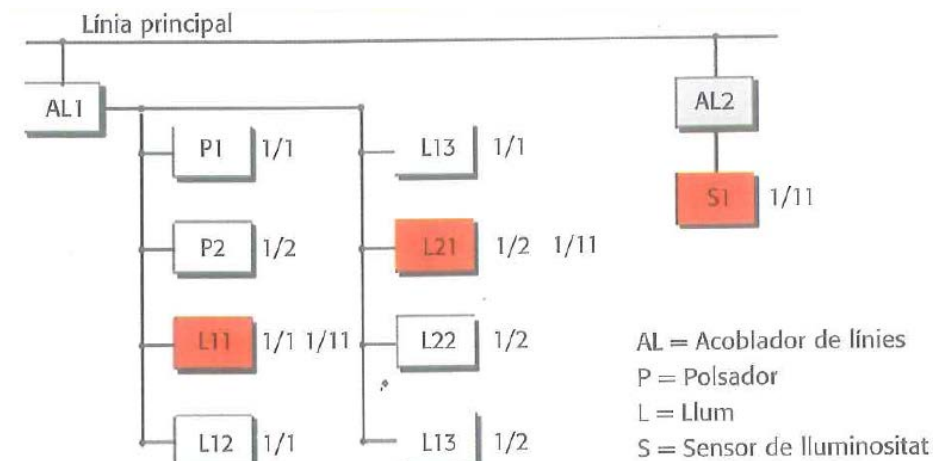 Línia principal
AL1
AL2
P1 1/1
L13 1/1
S1 1/11
P2 1/2
L21 1/2 1/11
L11 1/1 1/11
L22 1/2
L12 1/1
L13 1/2
AL = Acoblador de línies
P = Polsador
L = Llum
S = Sensor de lluminositat